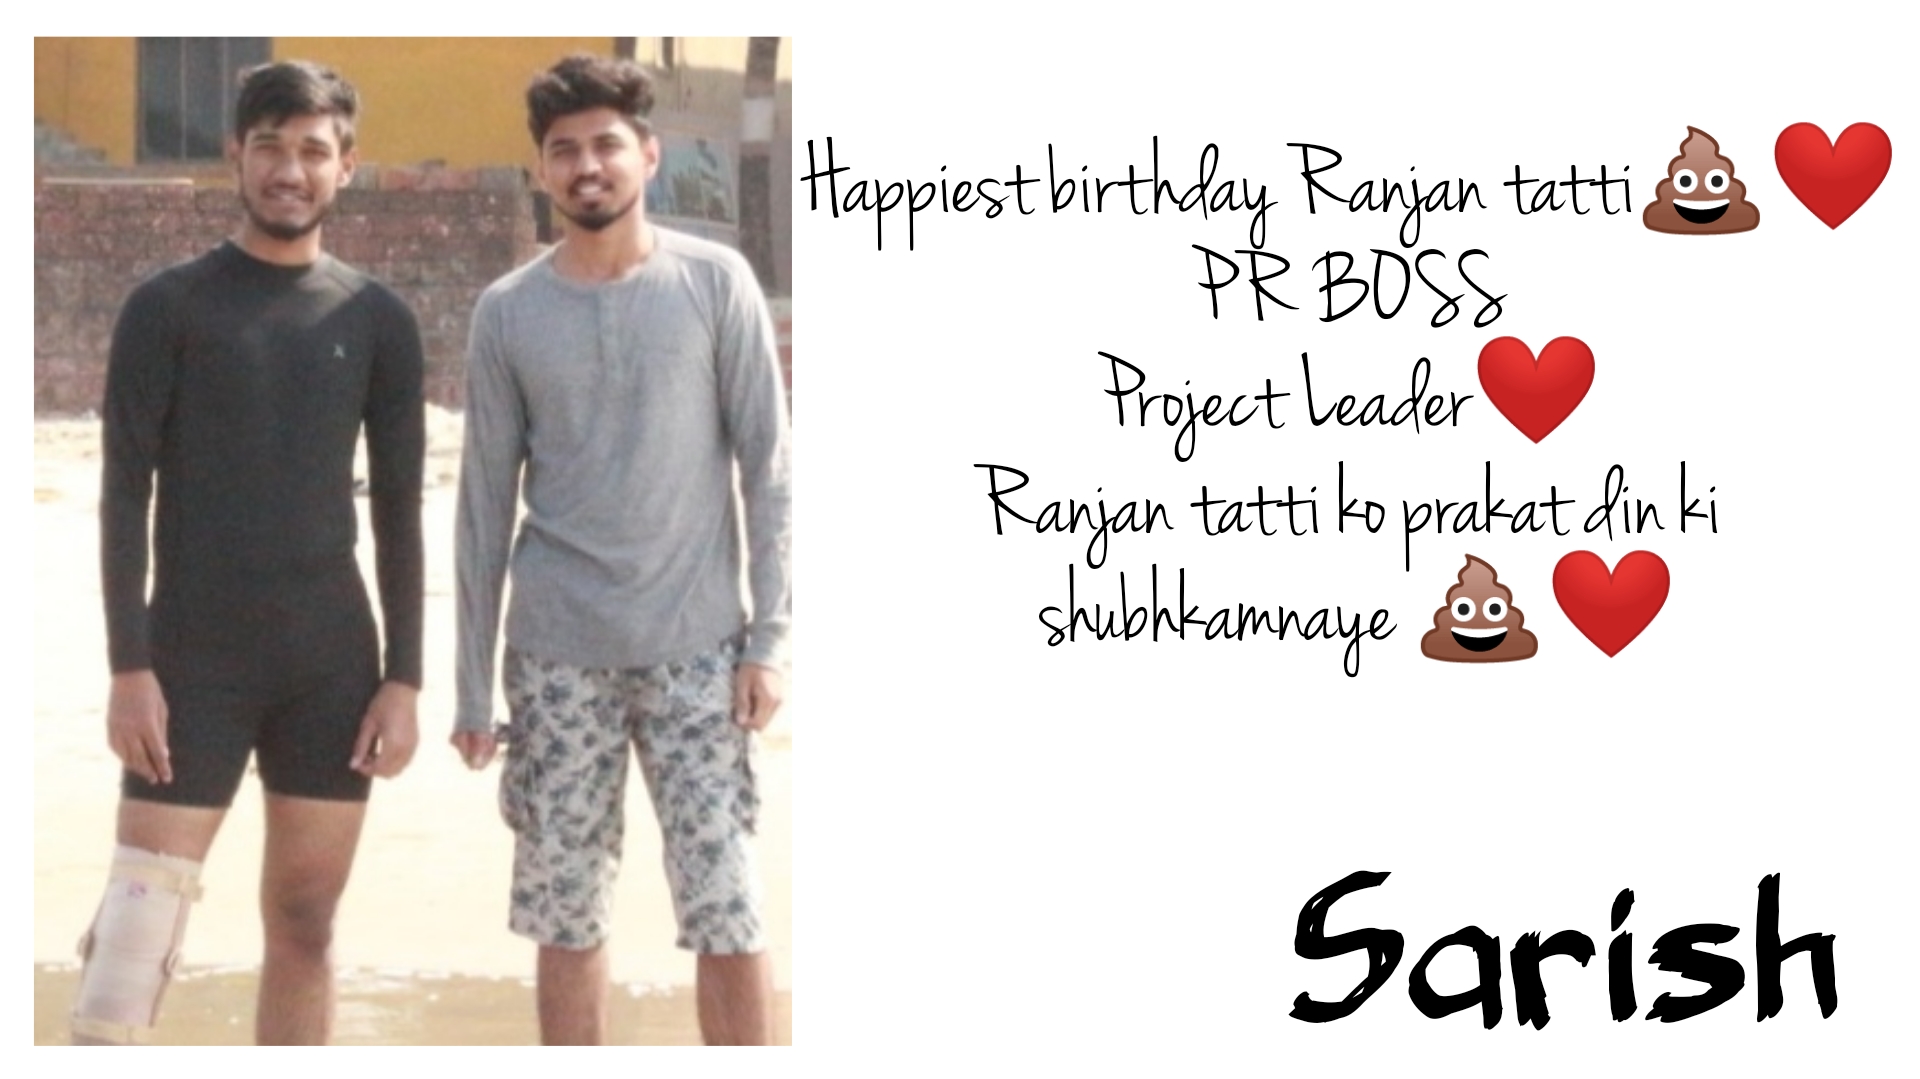 Happiest birthday Ranjan tatti💩❤️
PR BOSS
Project Leader❤️
Ranjan tatti ko prakat din ki
shubhkamnaye 💩❤️
Sarish